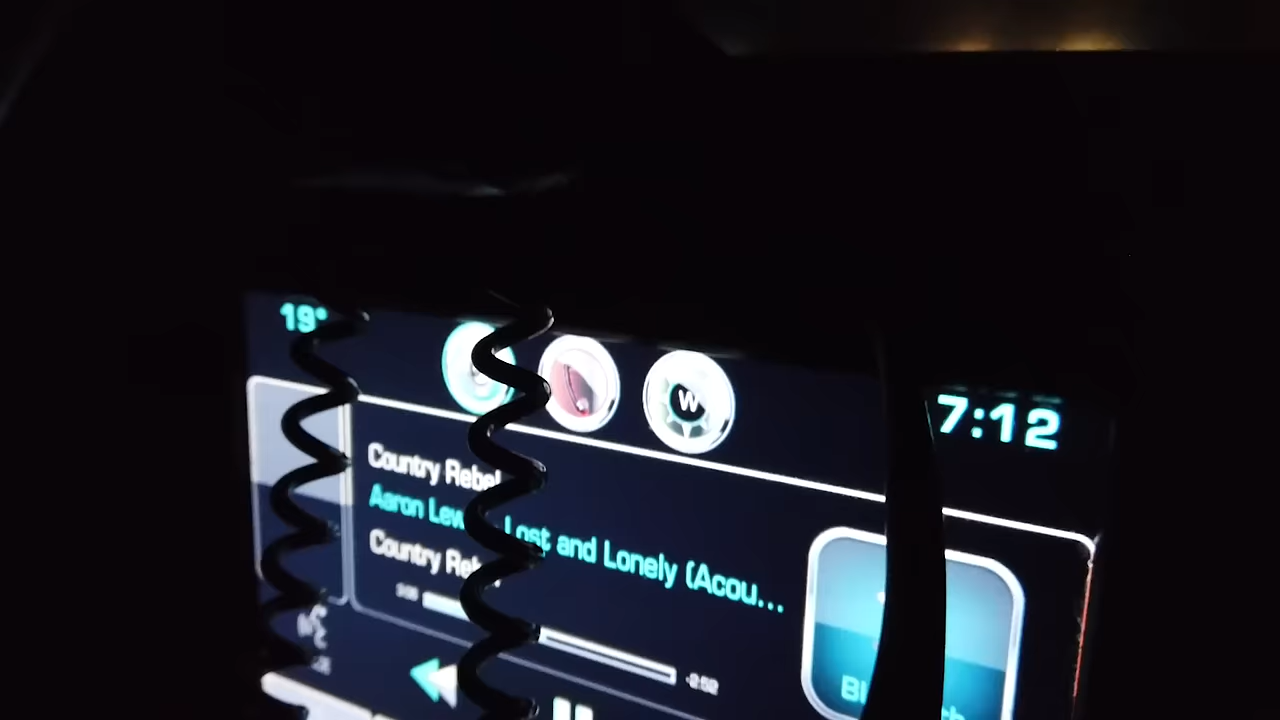 19°
W
7:12
Country Rebel
Aaron Lew Lost and Lonely (Acou...
Country Reb
-2:52